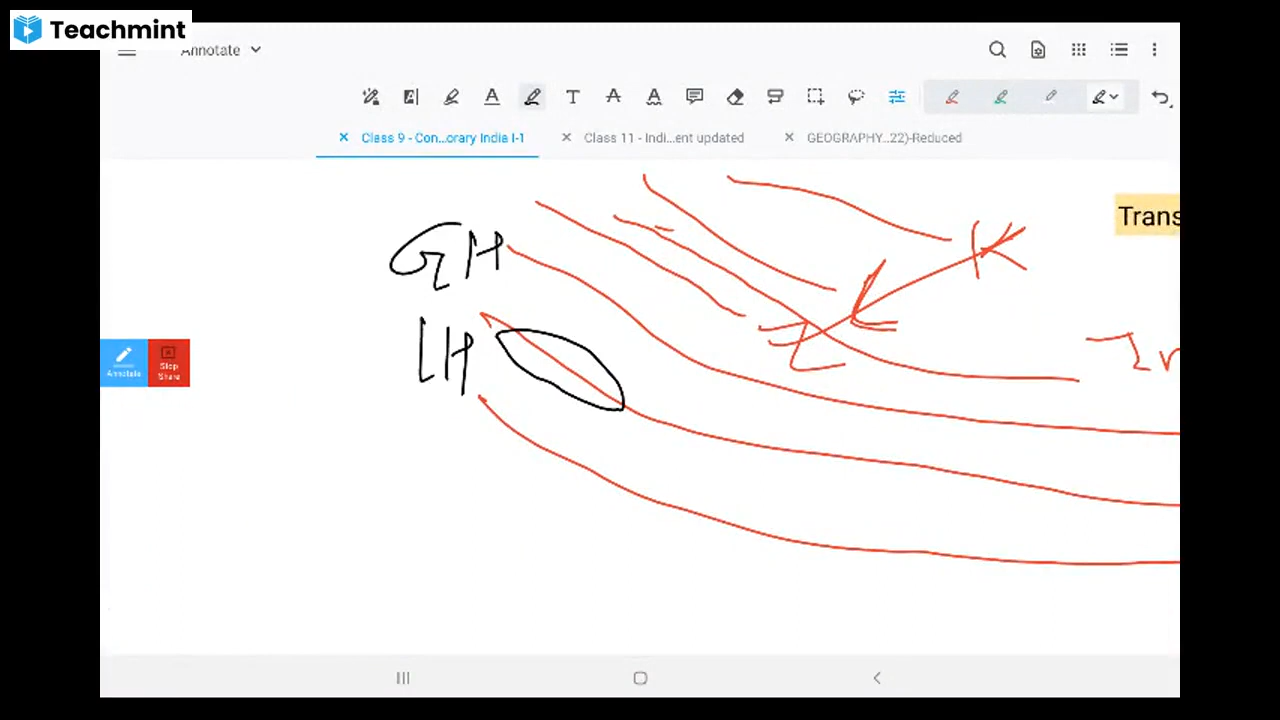 Teachmint
Annotate
Class 9 - Con...orary India I-1
Class 11 - Indi...ent updated
GEOGRAPHY...22)-Reduced
Trans
GH
K
LH
Z
Annotate
Stop
Share